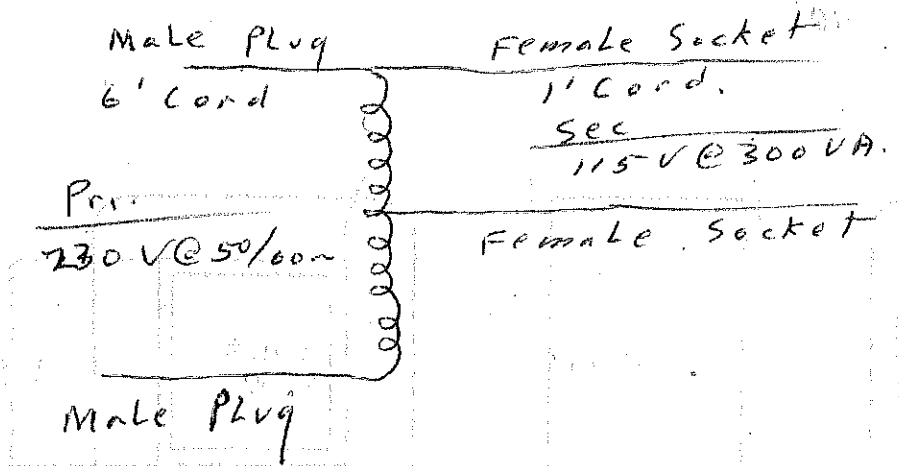 Male Plug
Female Socket
6' Cord
1' Cord.
Sec
115 V @ 300 VA.
Pri.
230 V @ 50/60~
Female Socket
Male Plug